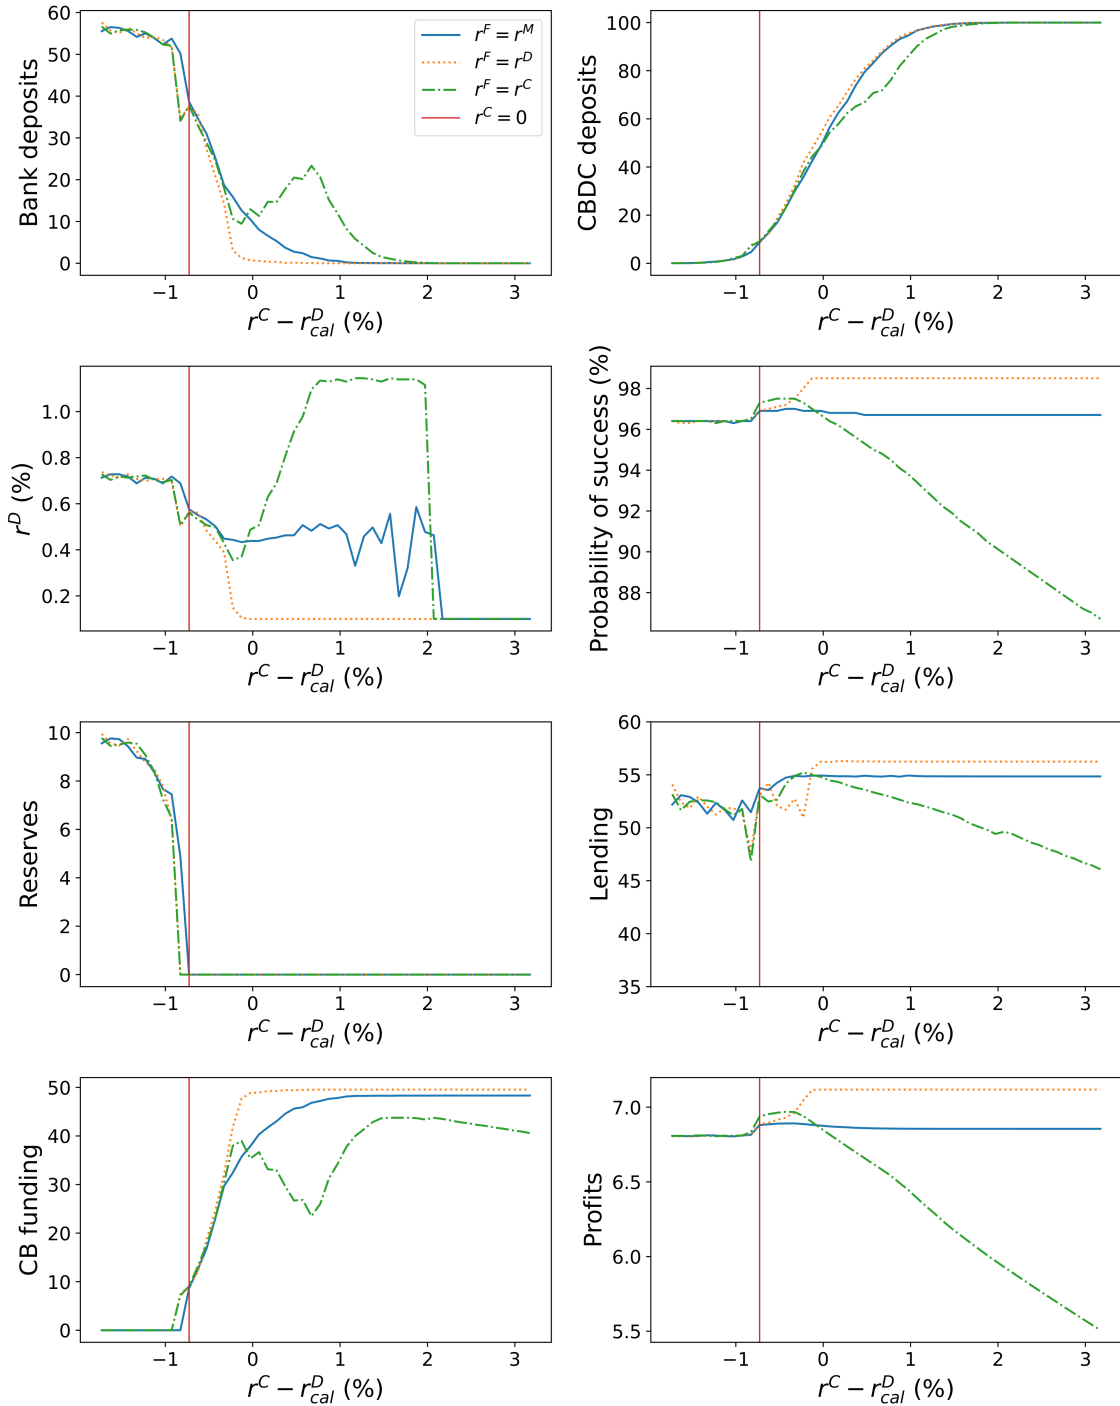 60
50
40
30
20
10
0
Bank deposits
−1 0 1 2 3
r^C − r^D_cal (%)
r^F = r^M
r^F = r^D
r^F = r^C
r^C = 0
100
80
60
40
20
0
CBDC deposits
−1 0 1 2 3
r^C − r^D_cal (%)
1.0
0.8
0.6
0.4
0.2
r^D (%)
−1 0 1 2 3
r^C − r^D_cal (%)
98
96
94
92
90
88
Probability of success (%)
−1 0 1 2 3
r^C − r^D_cal (%)
10
8
6
4
2
0
Reserves
−1 0 1 2 3
r^C − r^D_cal (%)
60
55
50
45
40
35
Lending
−1 0 1 2 3
r^C − r^D_cal (%)
50
40
30
20
10
0
CB funding
−1 0 1 2 3
r^C − r^D_cal (%)
7.0
6.5
6.0
5.5
Profits
−1 0 1 2 3
r^C − r^D_cal (%)